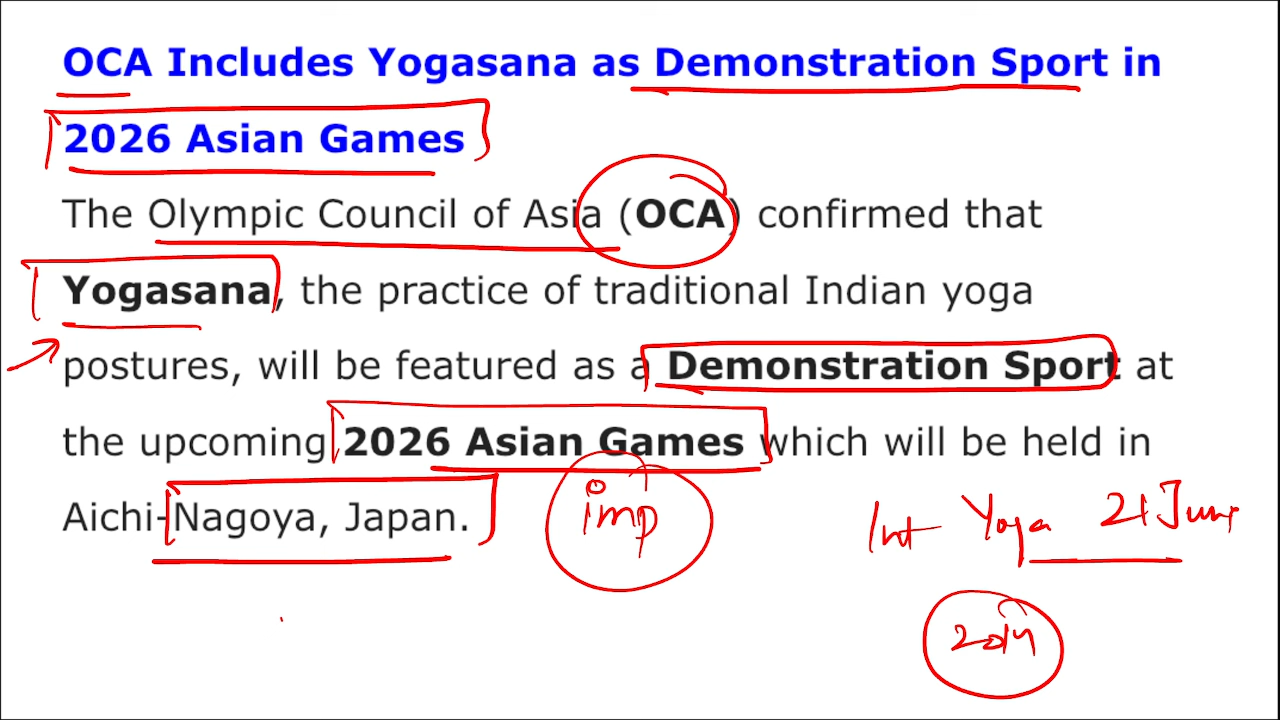 OCA Includes Yogasana as Demonstration Sport in
2026 Asian Games
The Olympic Council of Asia (OCA) confirmed that
Yogasana, the practice of traditional Indian yoga
postures, will be featured as a Demonstration Sport at
the upcoming 2026 Asian Games which will be held in
Aichi-Nagoya, Japan.
imp
Int Yoga 21 June
2014